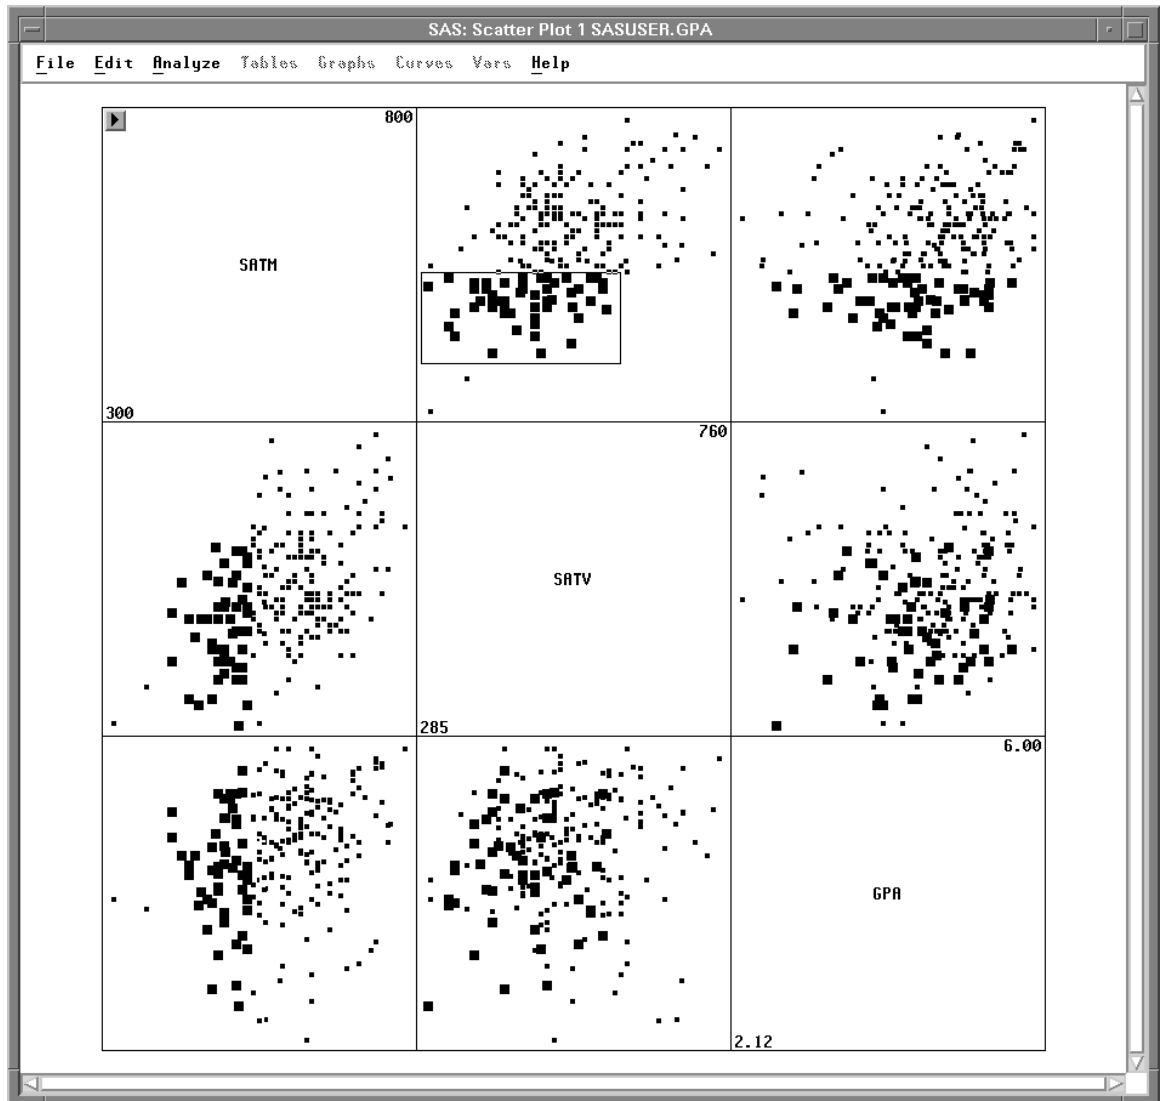 SAS: Scatter Plot 1 SASUSER.GPA
File Edit Analyze Tables Graphs Curves Vars Help
800
SATM
300
760
SATV
285
6.00
GPA
2.12